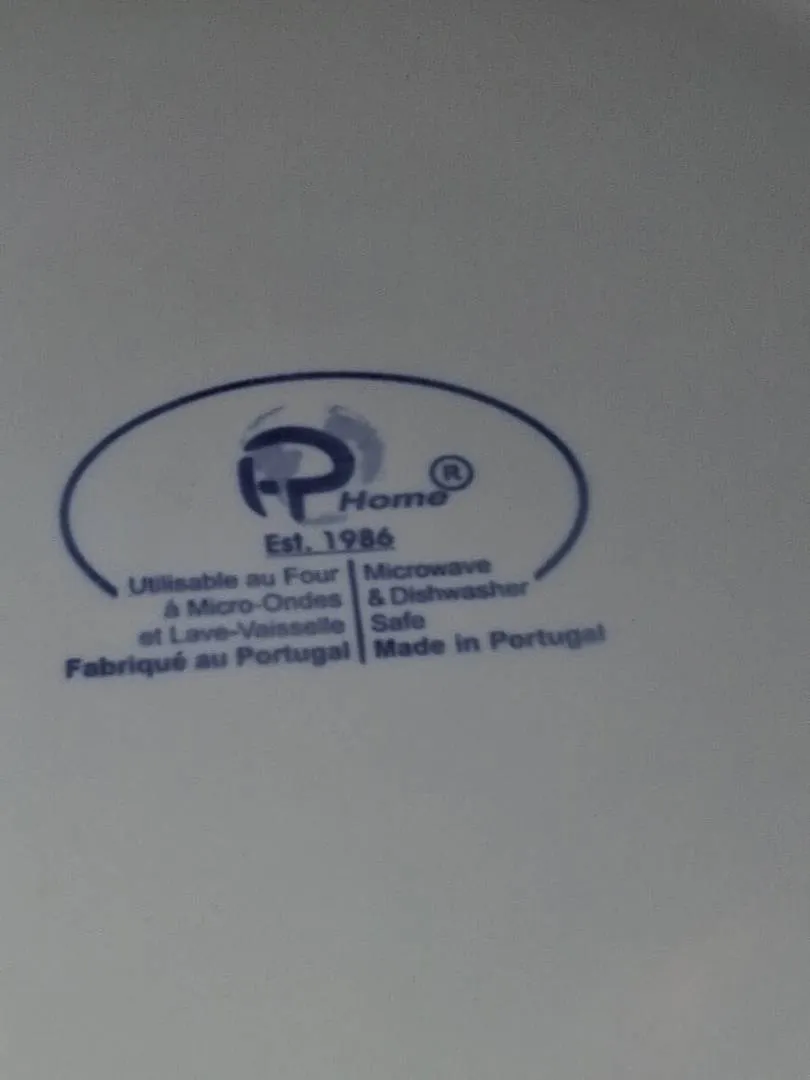 HP Home®
Est. 1986
Utilisable au Four
à Micro-Ondes
et Lave-Vaisselle
Fabriqué au Portugal
Microwave
& Dishwasher
Safe
Made in Portugal